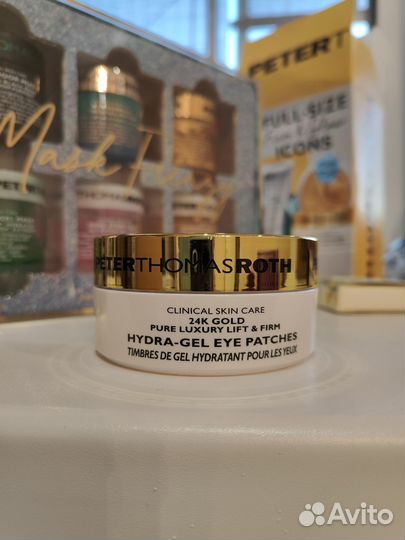 PETER T
FULL-SIZE
ICONS
Mask Frenzy
PETERTHOMASROTH
CLINICAL SKIN CARE
24K GOLD
PURE LUXURY LIFT & FIRM
HYDRA-GEL EYE PATCHES
TIMBRES DE GEL HYDRATANT POUR LES YEUX
Avito